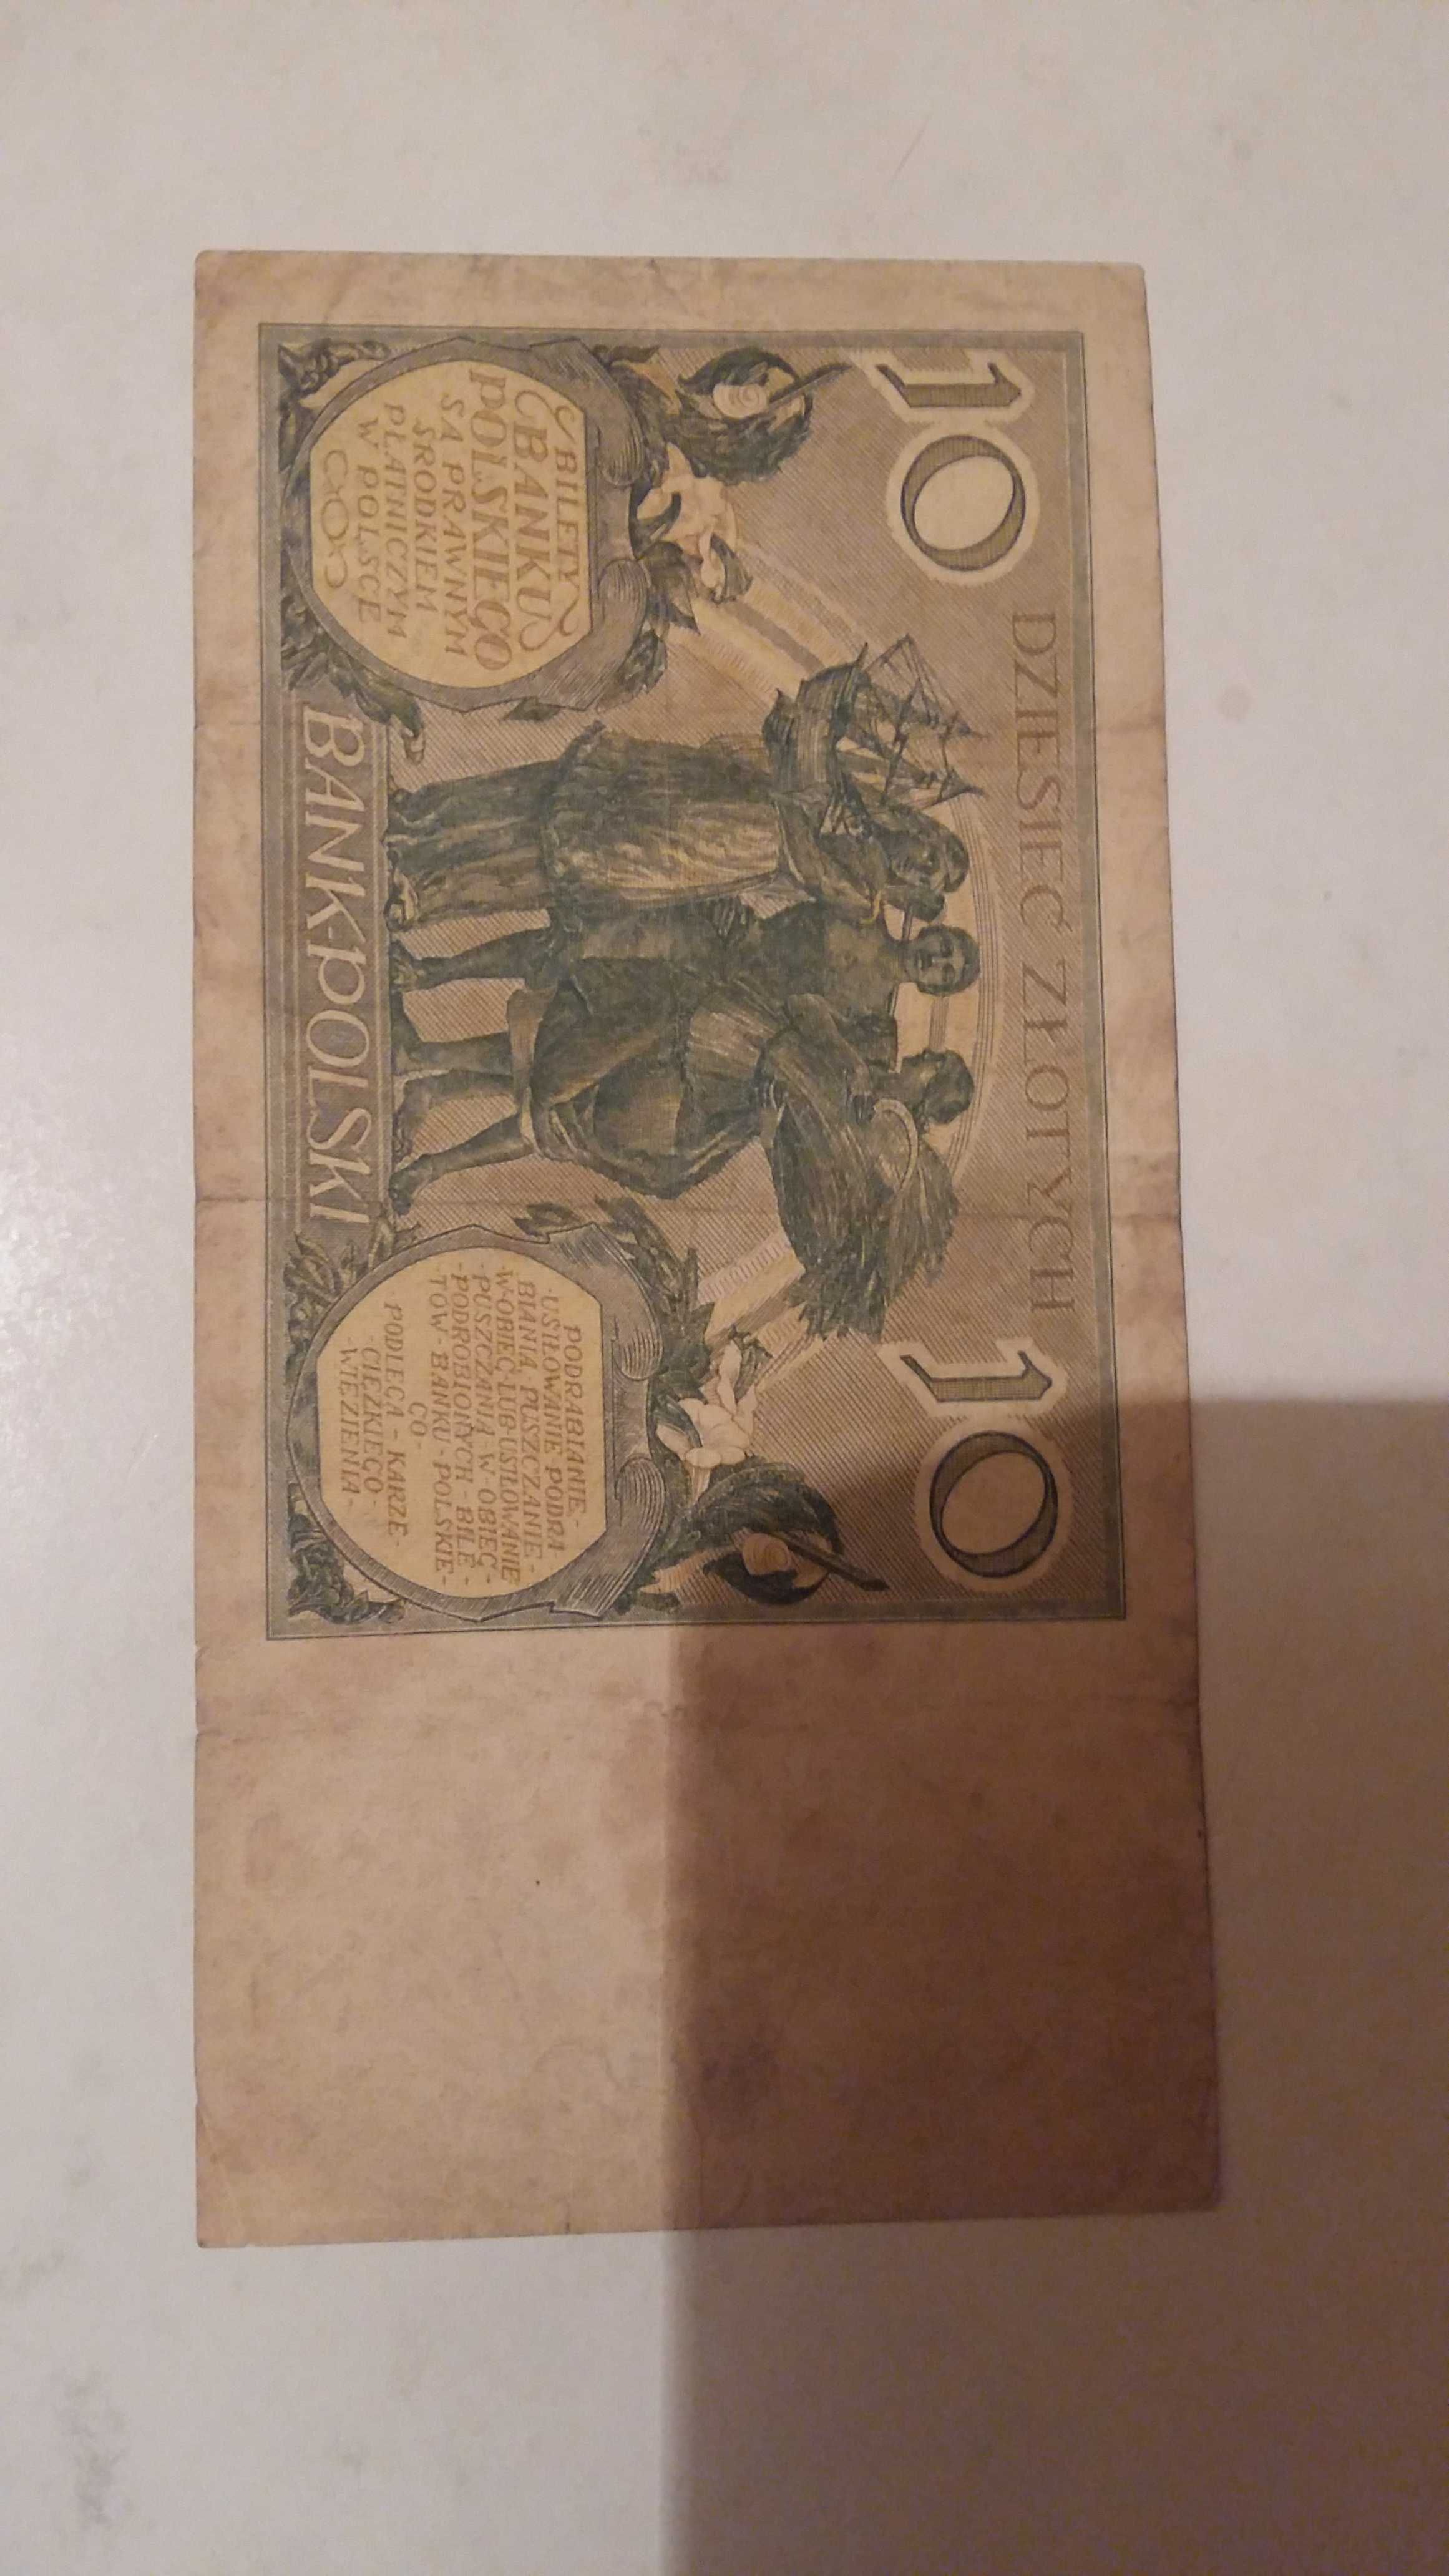 10
DZIESIĘĆ ZŁOTYCH
10
BILETY
BANKU
POLSKIEGO
SĄ PRAWNYM
ŚRODKIEM
PŁATNICZYM
W POLSCE
BANK·POLSKI
PODRABIANIE-
-USIŁOWANIE PODRA-
BIANIA, PUSZCZANIE-
-W·OBIEG·LUB·USIŁOWANIE
PUSZCZANIA - W - OBIEG-
-PODROBIONYCH - BILE-
-TÓW - BANKU - POLSKIE-
GO-
PODLEGA - KARZE-
-CIĘŻKIEGO-
WIĘZIENIA-